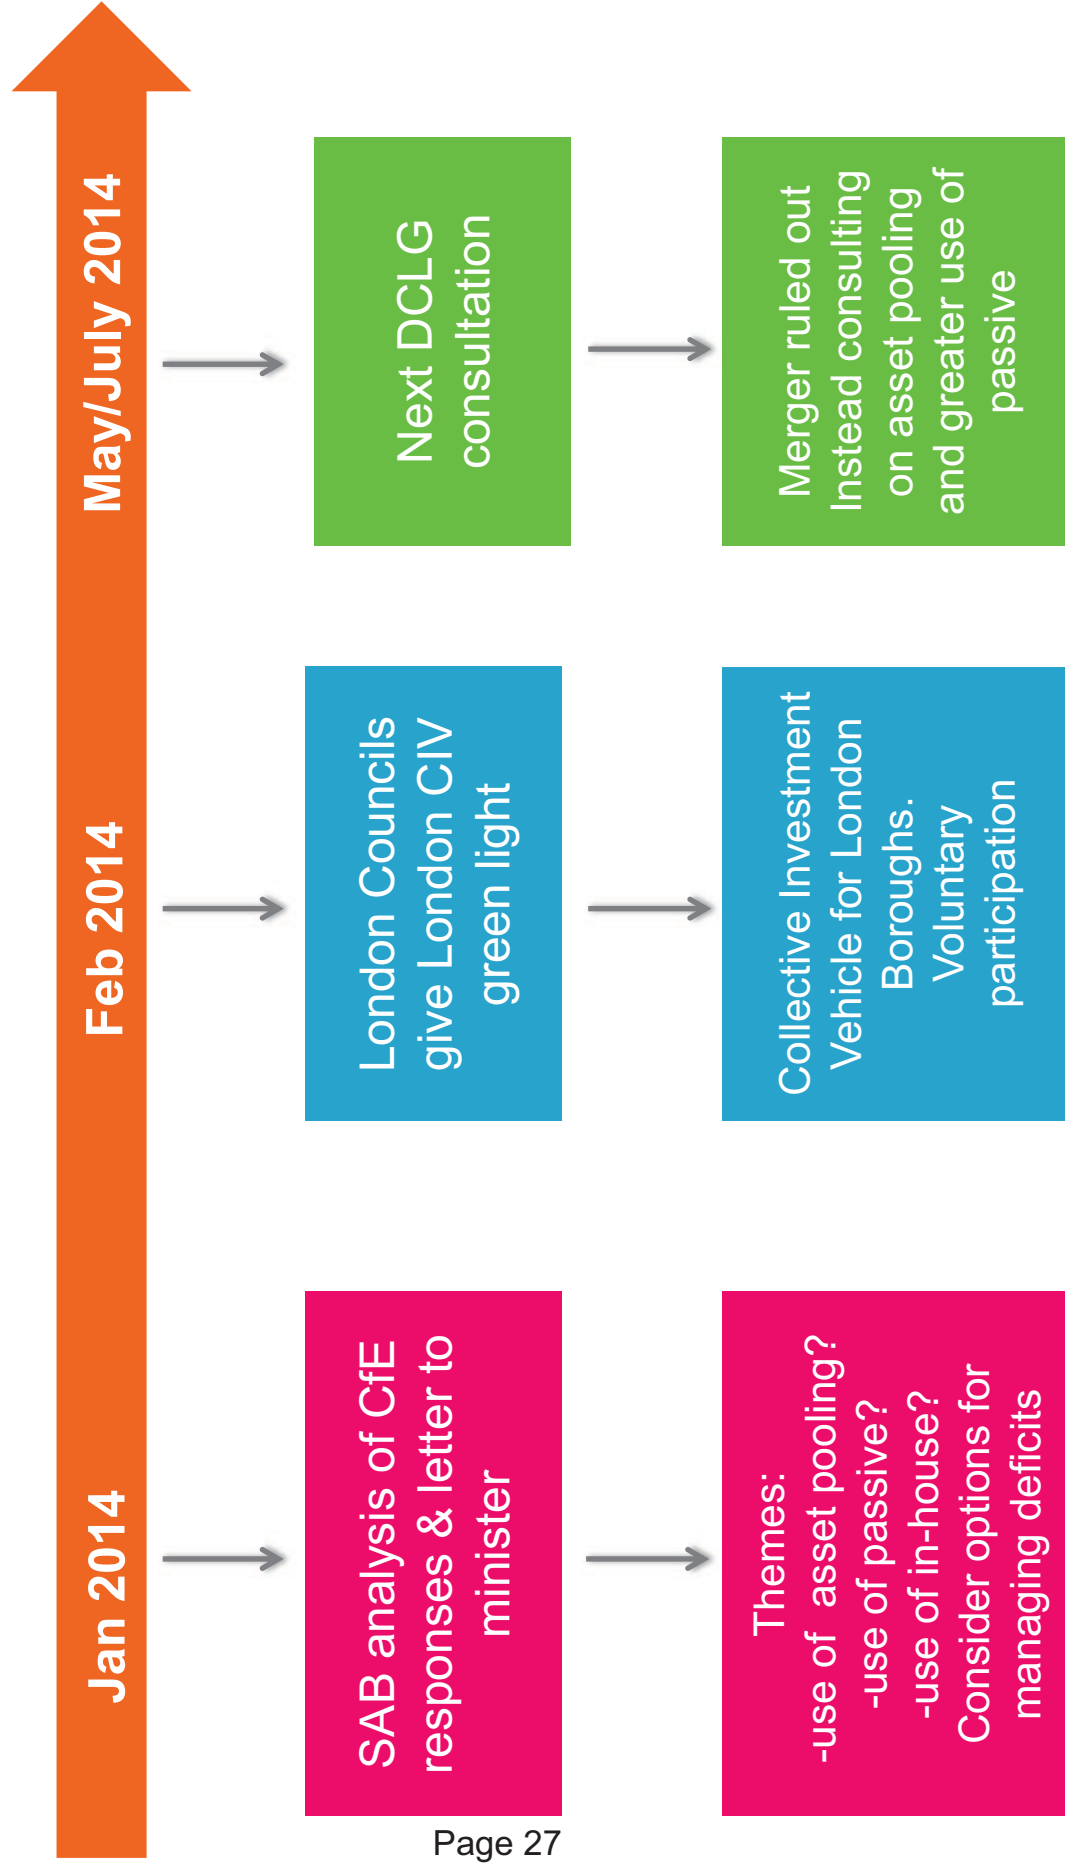 Jan 2014
Feb 2014
May/July 2014
SAB analysis of CfE
responses & letter to
minister
London Councils
give London CIV
green light
Next DCLG
consultation
Themes:
-use of asset pooling?
-use of passive?
-use of in-house?
Consider options for
managing deficits
Collective Investment
Vehicle for London
Boroughs.
Voluntary
participation
Merger ruled out
Instead consulting
on asset pooling
and greater use of
passive
Page 27